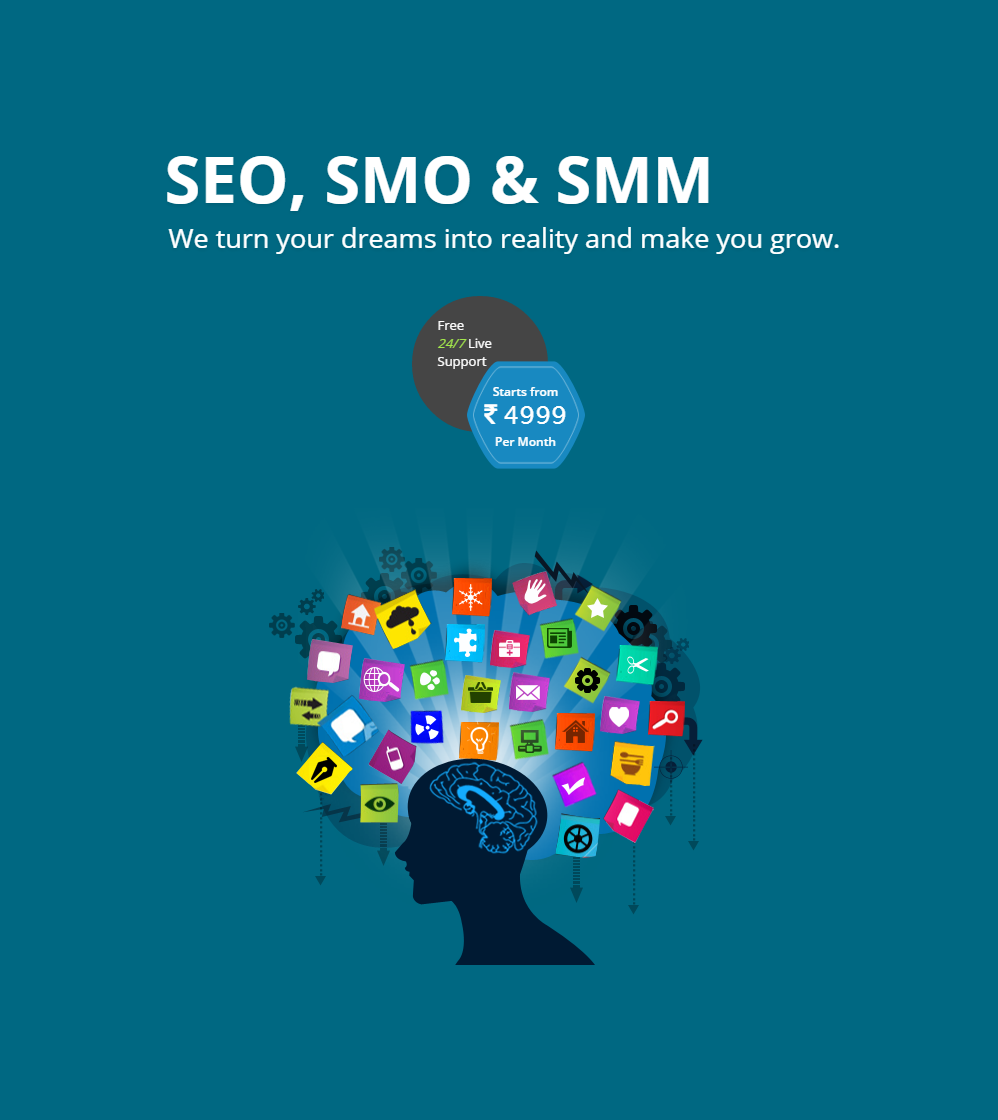 SEO, SMO & SMM
We turn your dreams into reality and make you grow.
Free
24/7 Live
Support
Starts from
₹ 4999
Per Month